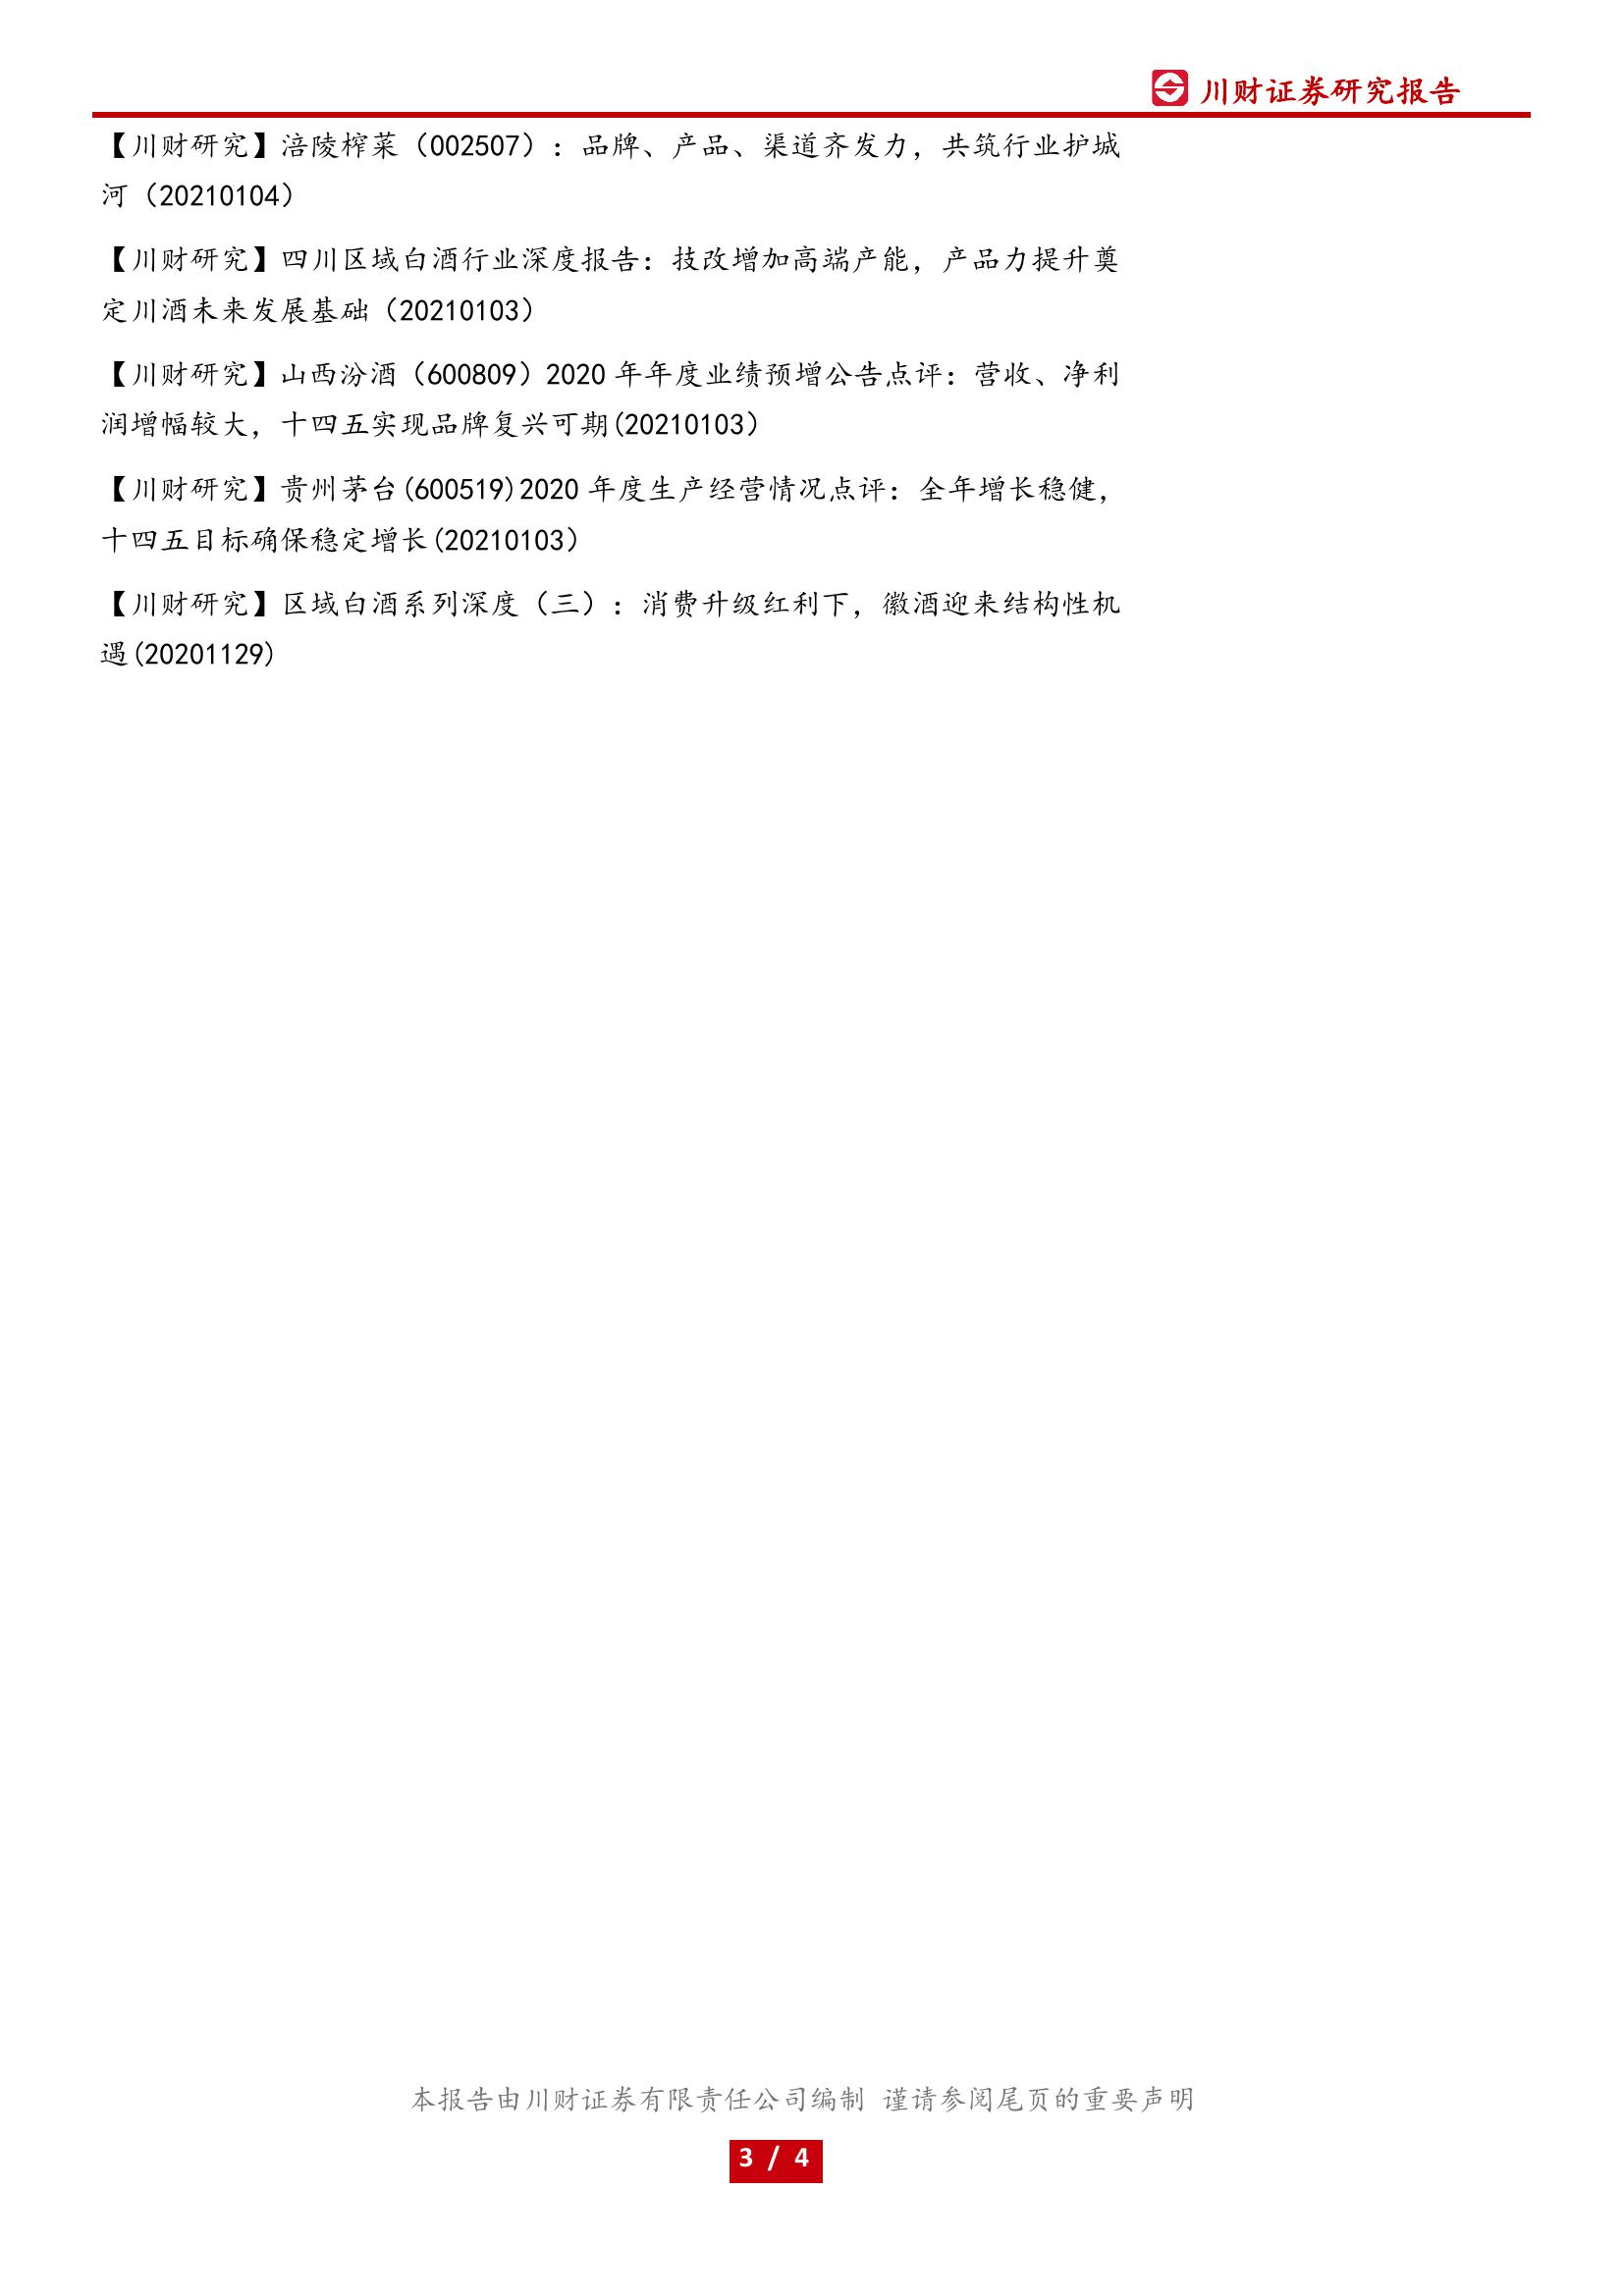 川财证券研究报告
【川财研究】涪陵榨菜（002507）：品牌、产品、渠道齐发力，共筑行业护城
河（20210104）
【川财研究】四川区域白酒行业深度报告：技改增加高端产能，产品力提升奠
定川酒未来发展基础（20210103）
【川财研究】山西汾酒（600809）2020 年年度业绩预增公告点评：营收、净利
润增幅较大，十四五实现品牌复兴可期(20210103）
【川财研究】贵州茅台(600519)2020 年度生产经营情况点评：全年增长稳健，
十四五目标确保稳定增长(20210103）
【川财研究】区域白酒系列深度（三）：消费升级红利下，徽酒迎来结构性机
遇(20201129)
本报告由川财证券有限责任公司编制 谨请参阅尾页的重要声明
3 / 4